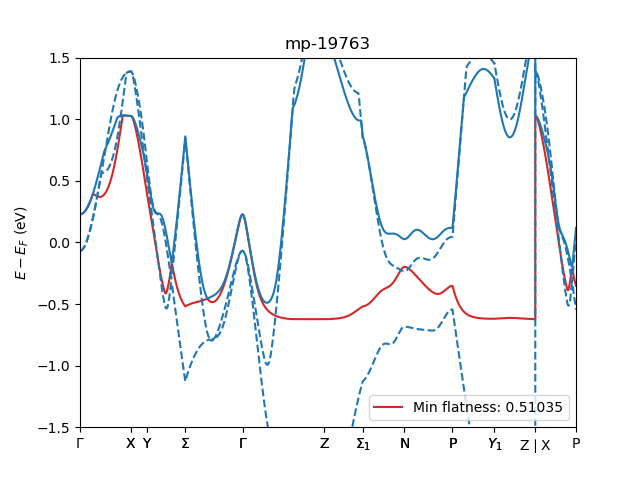 mp-19763
E − E_F (eV)
1.5
1.0
0.5
0.0
−0.5
−1.0
−1.5
Min flatness: 0.51035
Γ X Y Σ Γ Z Σ₁ N P Y₁ Z | X P